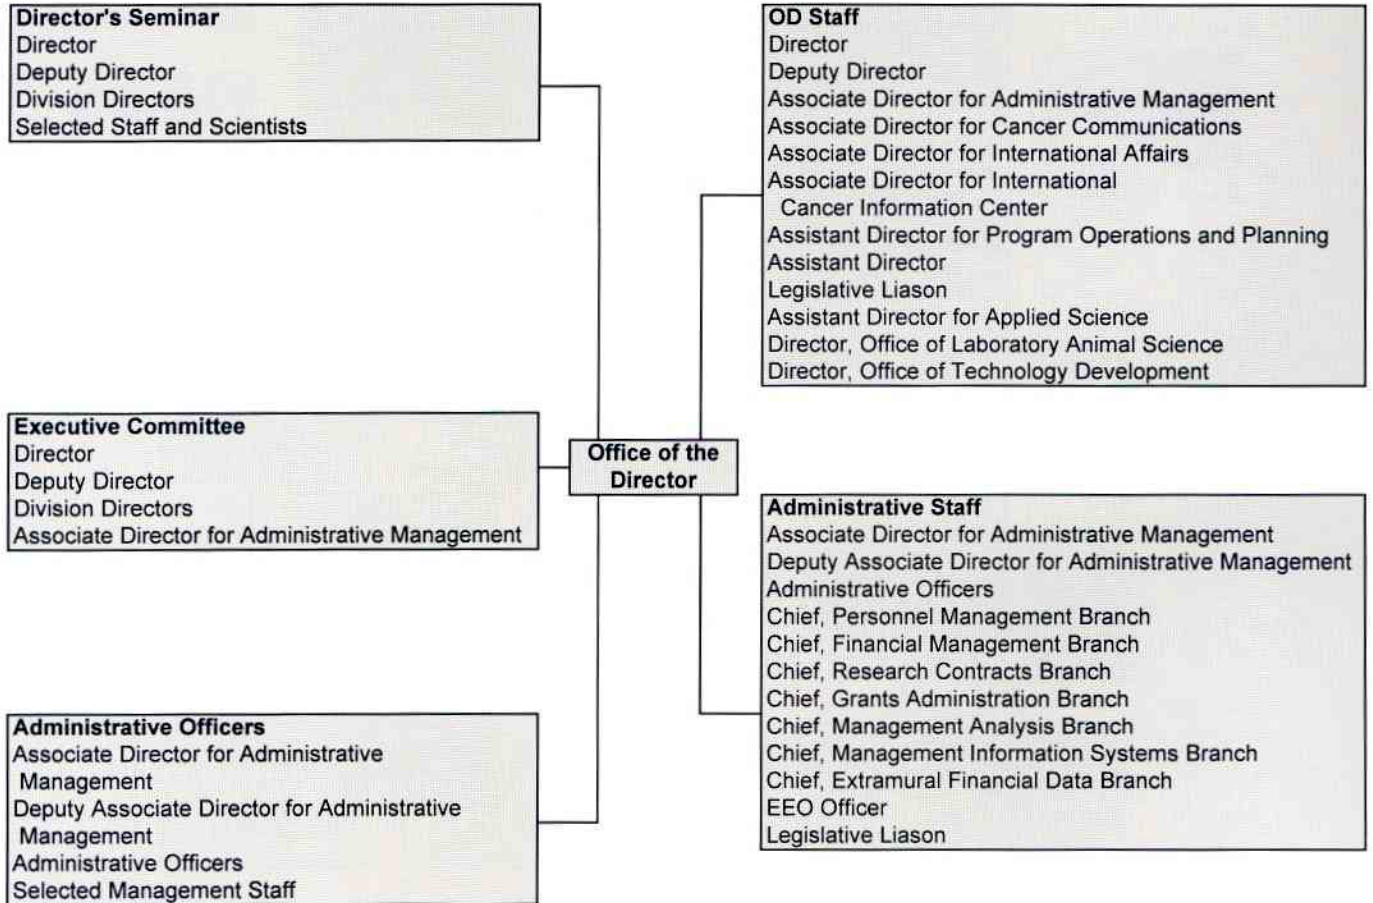 Director's Seminar
Director
Deputy Director
Division Directors
Selected Staff and Scientists
Executive Committee
Director
Deputy Director
Division Directors
Associate Director for Administrative Management
Administrative Officers
Associate Director for Administrative
Management
Deputy Associate Director for Administrative
Management
Administrative Officers
Selected Management Staff
Office of the
Director
OD Staff
Director
Deputy Director
Associate Director for Administrative Management
Associate Director for Cancer Communications
Associate Director for International Affairs
Associate Director for International
Cancer Information Center
Assistant Director for Program Operations and Planning
Assistant Director
Legislative Liason
Assistant Director for Applied Science
Director, Office of Laboratory Animal Science
Director, Office of Technology Development
Administrative Staff
Associate Director for Administrative Management
Deputy Associate Director for Administrative Management
Administrative Officers
Chief, Personnel Management Branch
Chief, Financial Management Branch
Chief, Research Contracts Branch
Chief, Grants Administration Branch
Chief, Management Analysis Branch
Chief, Management Information Systems Branch
Chief, Extramural Financial Data Branch
EEO Officer
Legislative Liason